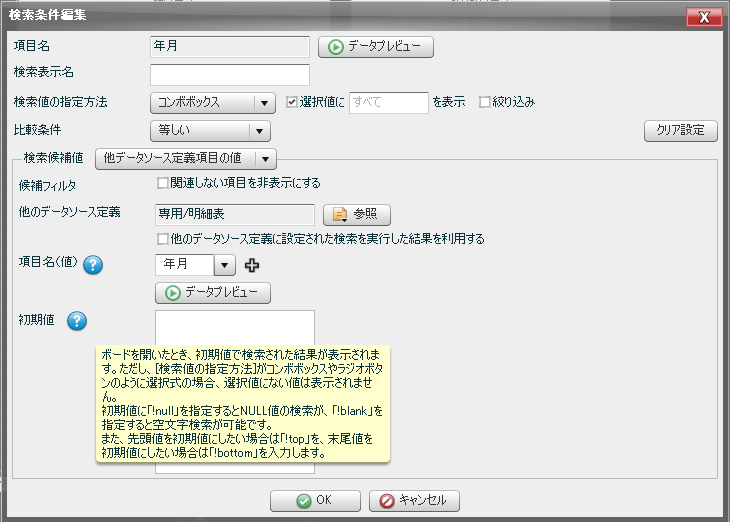 検索条件編集
項目名 年月 データプレビュー
検索表示名
検索値の指定方法 コンボボックス 選択値に すべて を表示 絞り込み
比較条件 等しい クリア設定
検索候補値 他データソース定義項目の値
候補フィルタ 関連しない項目を非表示にする
他のデータソース定義 専用/明細表 参照
他のデータソース定義に設定された検索を実行した結果を利用する
項目名(値) ? 年月
データプレビュー
初期値 ?
ボードを開いたとき、初期値で検索された結果が表示されま
す。ただし、[検索値の指定方法]がコンボボックスやラジオボタ
ンのように選択式の場合、選択値にない値は表示されませ
ん。
初期値に「!null」を指定するとNULL値の検索が、「!blank」を
指定すると空文字検索が可能です。
また、先頭値を初期値にしたい場合は「!top」を、末尾値を
初期値にしたい場合は「!bottom」を入力します。
OK キャンセル